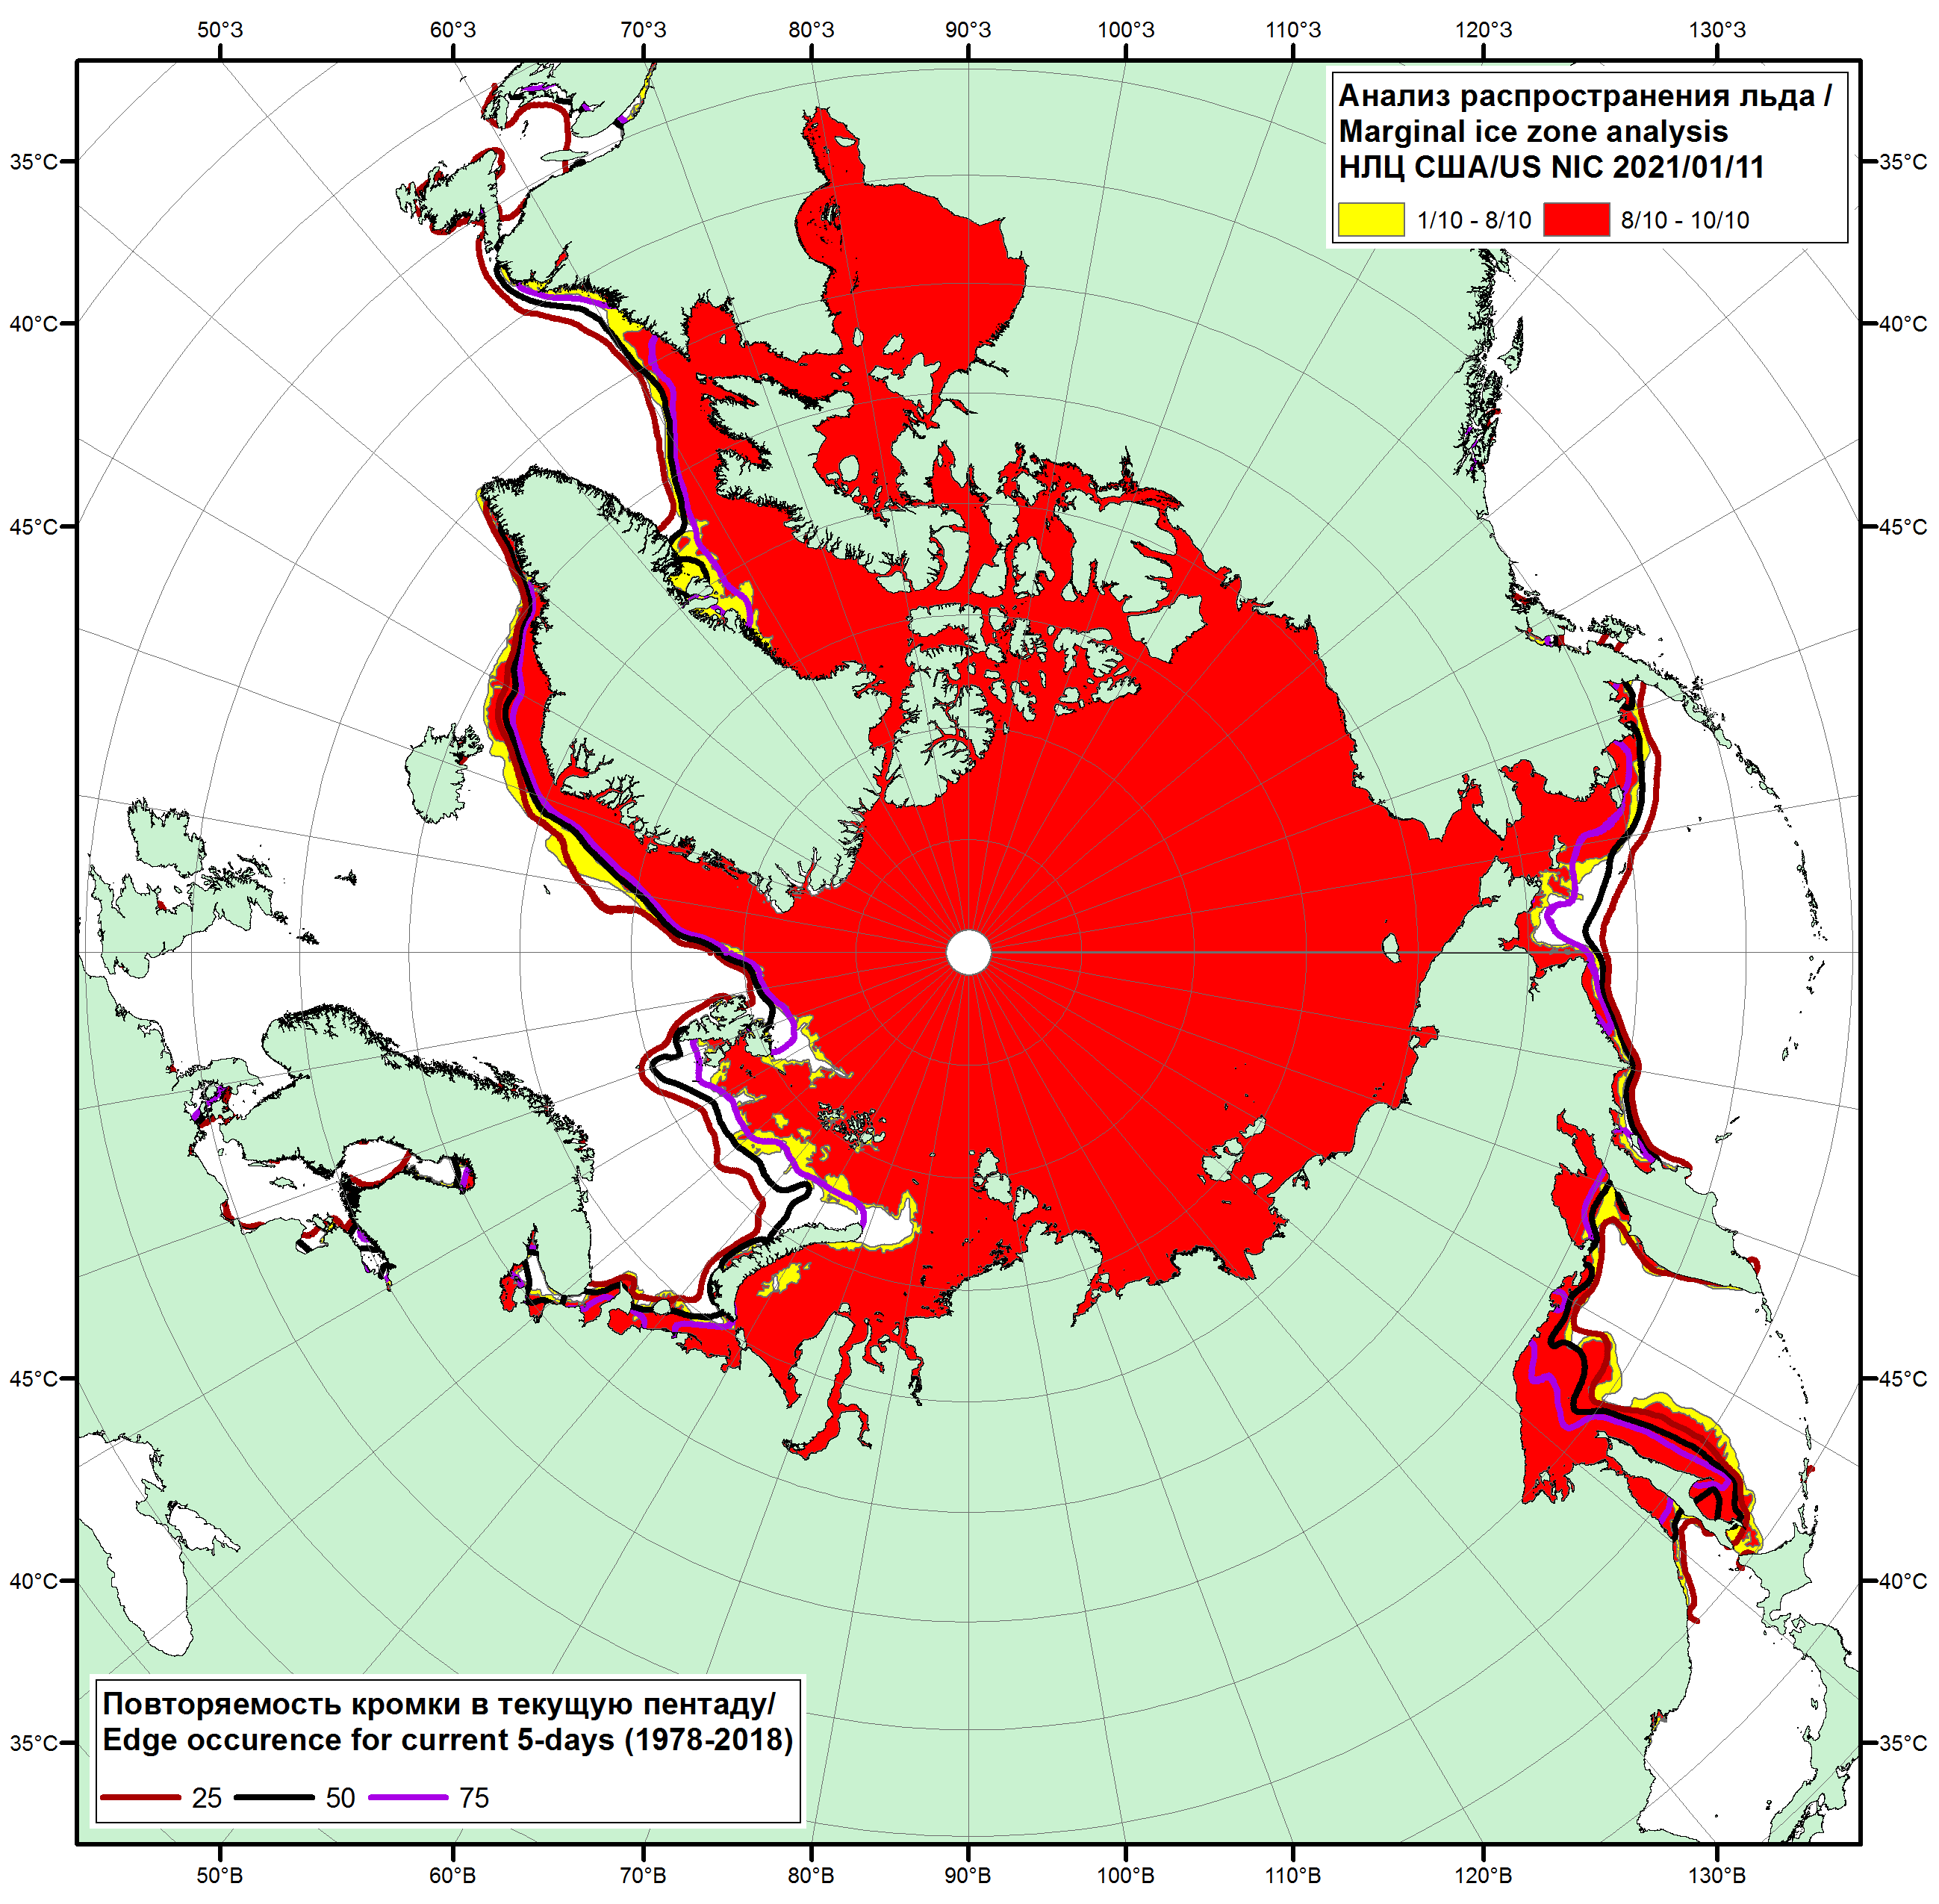 50°З 60°З 70°З 80°З 90°З 100°З 110°З 120°З 130°З
Анализ распространения льда /
Marginal ice zone analysis
НЛЦ США/US NIC 2021/01/11
1/10 - 8/10 8/10 - 10/10
35°С 35°С
40°С 40°С
45°С 45°С
45°С 45°С
40°С 40°С
35°С 35°С
Повторяемость кромки в текущую пентаду/
Edge occurence for current 5-days (1978-2018)
25 50 75
50°В 60°В 70°В 80°В 90°В 100°В 110°В 120°В 130°В